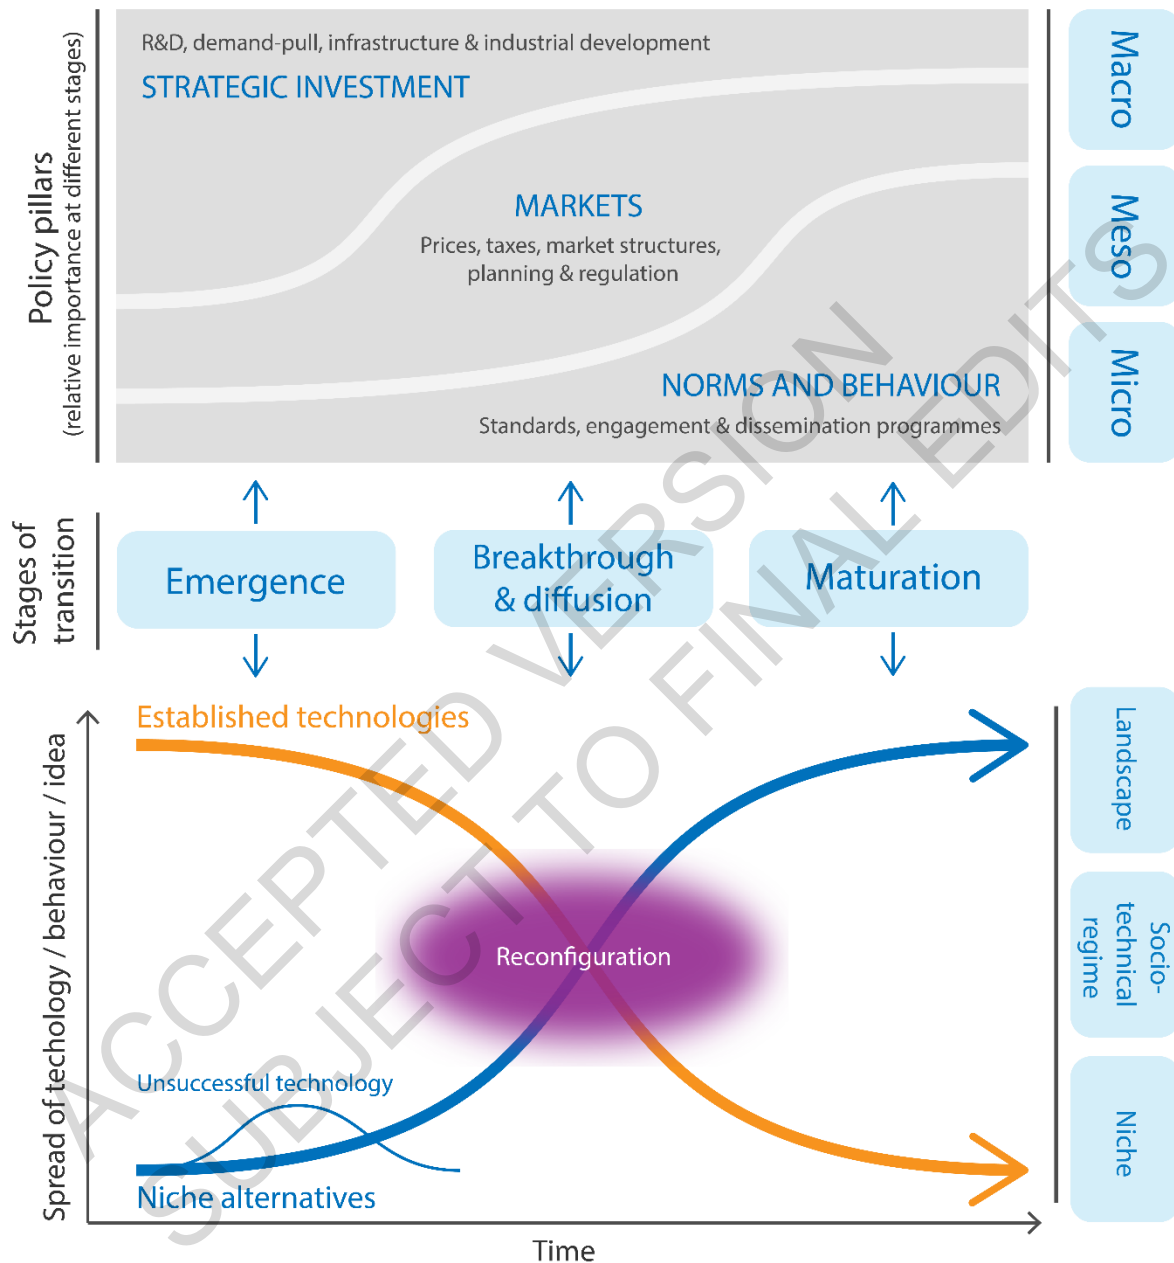 Policy pillars
(relative importance at different stages)
R&D, demand-pull, infrastructure & industrial development
STRATEGIC INVESTMENT
MARKETS
Prices, taxes, market structures,
planning & regulation
NORMS AND BEHAVIOUR
Standards, engagement & dissemination programmes
Macro
Meso
Micro
Stages of
transition
Emergence
Breakthrough
& diffusion
Maturation
Spread of technology / behaviour / idea
Established technologies
Reconfiguration
Unsuccessful technology
Niche alternatives
Time
Landscape
Socio-
technical
regime
Niche
ACCEPTED VERSION
SUBJECT TO FINAL EDITS